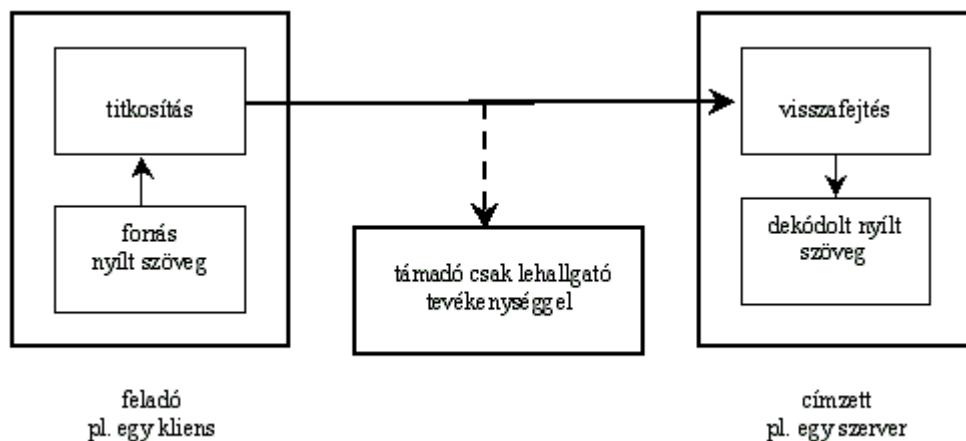 titkosítás
forrás
nyílt szöveg
támadó csak lehallgató
tevékenységgel
visszafejtés
dekódolt nyílt
szöveg
feladó
pl. egy kliens
címzett
pl. egy szerver